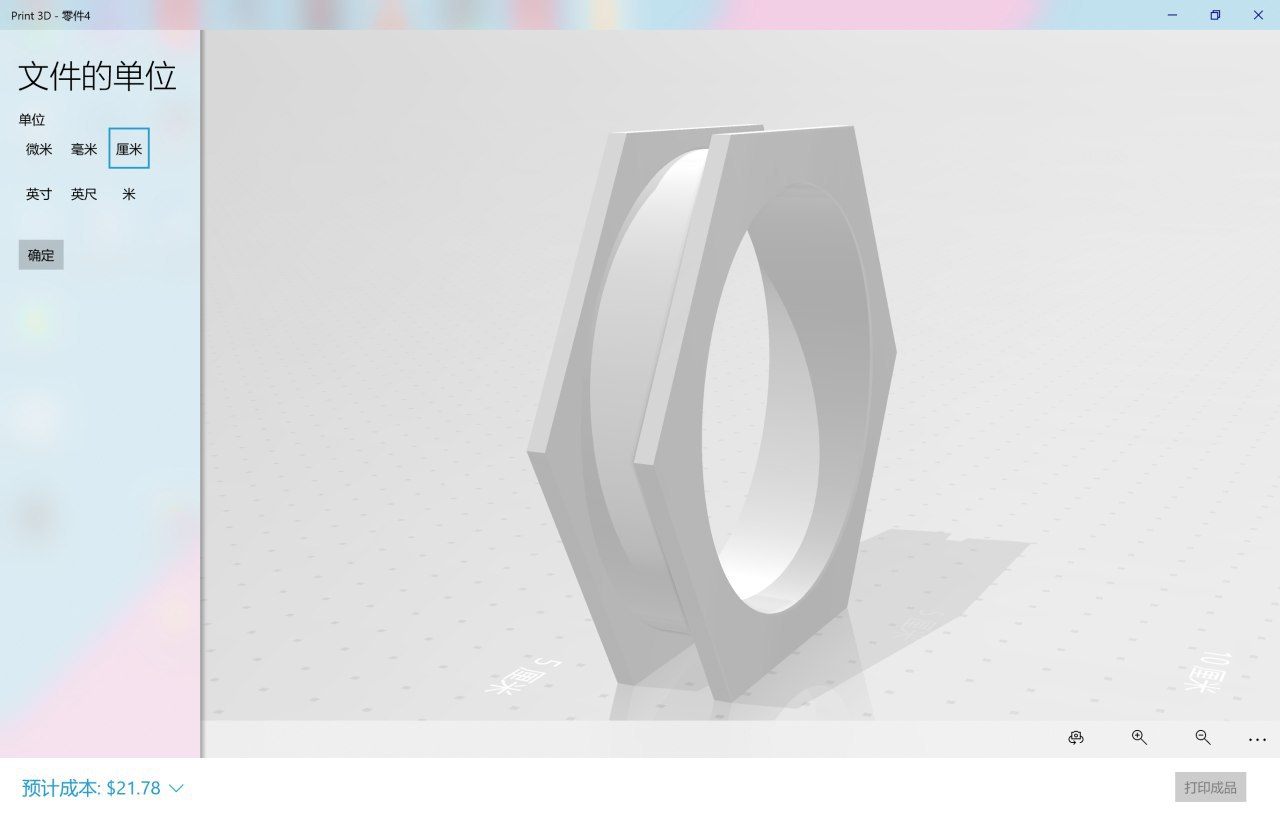 Print 3D - 零件4
文件的单位
单位
微米 毫米 厘米
英寸 英尺 米
确定
5厘米
10厘米
预计成本: $21.78
打印成品